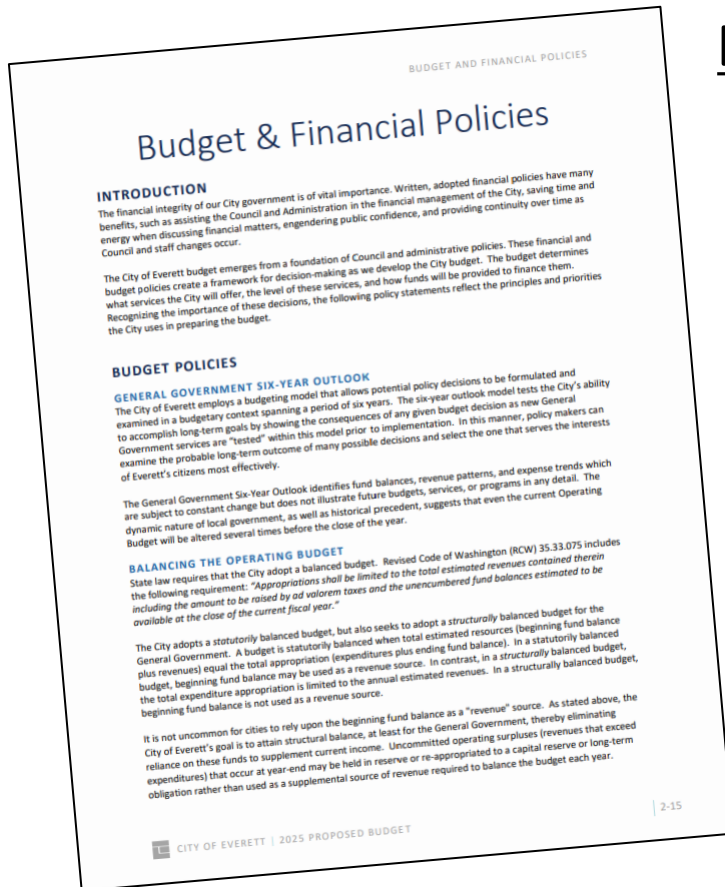 BUDGET AND FINANCIAL POLICIES
Budget & Financial Policies
INTRODUCTION
The financial integrity of our City government is of vital importance. Written, adopted financial policies have many
benefits, such as assisting the Council and Administration in the financial management of the City, saving time and
energy when discussing financial matters, engendering public confidence, and providing continuity over time as
Council and staff changes occur.
The City of Everett budget emerges from a foundation of Council and administrative policies. These financial and
budget policies create a framework for decision-making as we develop the City budget. The budget determines
what services the City will offer, the level of these services, and how funds will be provided to finance them.
Recognizing the importance of these decisions, the following policy statements reflect the principles and priorities
the City uses in preparing the budget.
BUDGET POLICIES
GENERAL GOVERNMENT SIX-YEAR OUTLOOK
The City of Everett employs a budgeting model that allows potential policy decisions to be formulated and
examined in a budgetary context spanning a period of six years. The six-year outlook model tests the City's ability
to accomplish long-term goals by showing the consequences of any given budget decision as new General
Government services are "tested" within this model prior to implementation. In this manner, policy makers can
examine the probable long-term outcome of many possible decisions and select the one that serves the interests
of Everett's citizens most effectively.
The General Government Six-Year Outlook identifies fund balances, revenue patterns, and expense trends which
are subject to constant change but does not illustrate future budgets, services, or programs in any detail. The
dynamic nature of local government, as well as historical precedent, suggests that even the current Operating
Budget will be altered several times before the close of the year.
BALANCING THE OPERATING BUDGET
State law requires that the City adopt a balanced budget. Revised Code of Washington (RCW) 35.33.075 includes
the following requirement: "Appropriations shall be limited to the total estimated revenues contained therein
including the amount to be raised by ad valorem taxes and the unencumbered fund balances estimated to be
available at the close of the current fiscal year."
The City adopts a statutorily balanced budget, but also seeks to adopt a structurally balanced budget for the
General Government. A budget is statutorily balanced when total estimated resources (beginning fund balance
plus revenues) equal the total appropriation (expenditures plus ending fund balance). In a statutorily balanced
budget, beginning fund balance may be used as a revenue source. In contrast, in a structurally balanced budget,
the total expenditure appropriation is limited to the annual estimated revenues. In a structurally balanced budget,
beginning fund balance is not used as a revenue source.
It is not uncommon for cities to rely upon the beginning fund balance as a "revenue" source. As stated above, the
City of Everett's goal is to attain structural balance, at least for the General Government, thereby eliminating
reliance on these funds to supplement current income. Uncommitted operating surpluses (revenues that exceed
expenditures) that occur at year-end may be held in reserve or re-appropriated to a capital reserve or long-term
obligation rather than used as a supplemental source of revenue required to balance the budget each year.
CITY OF EVERETT | 2025 PROPOSED BUDGET
2-15